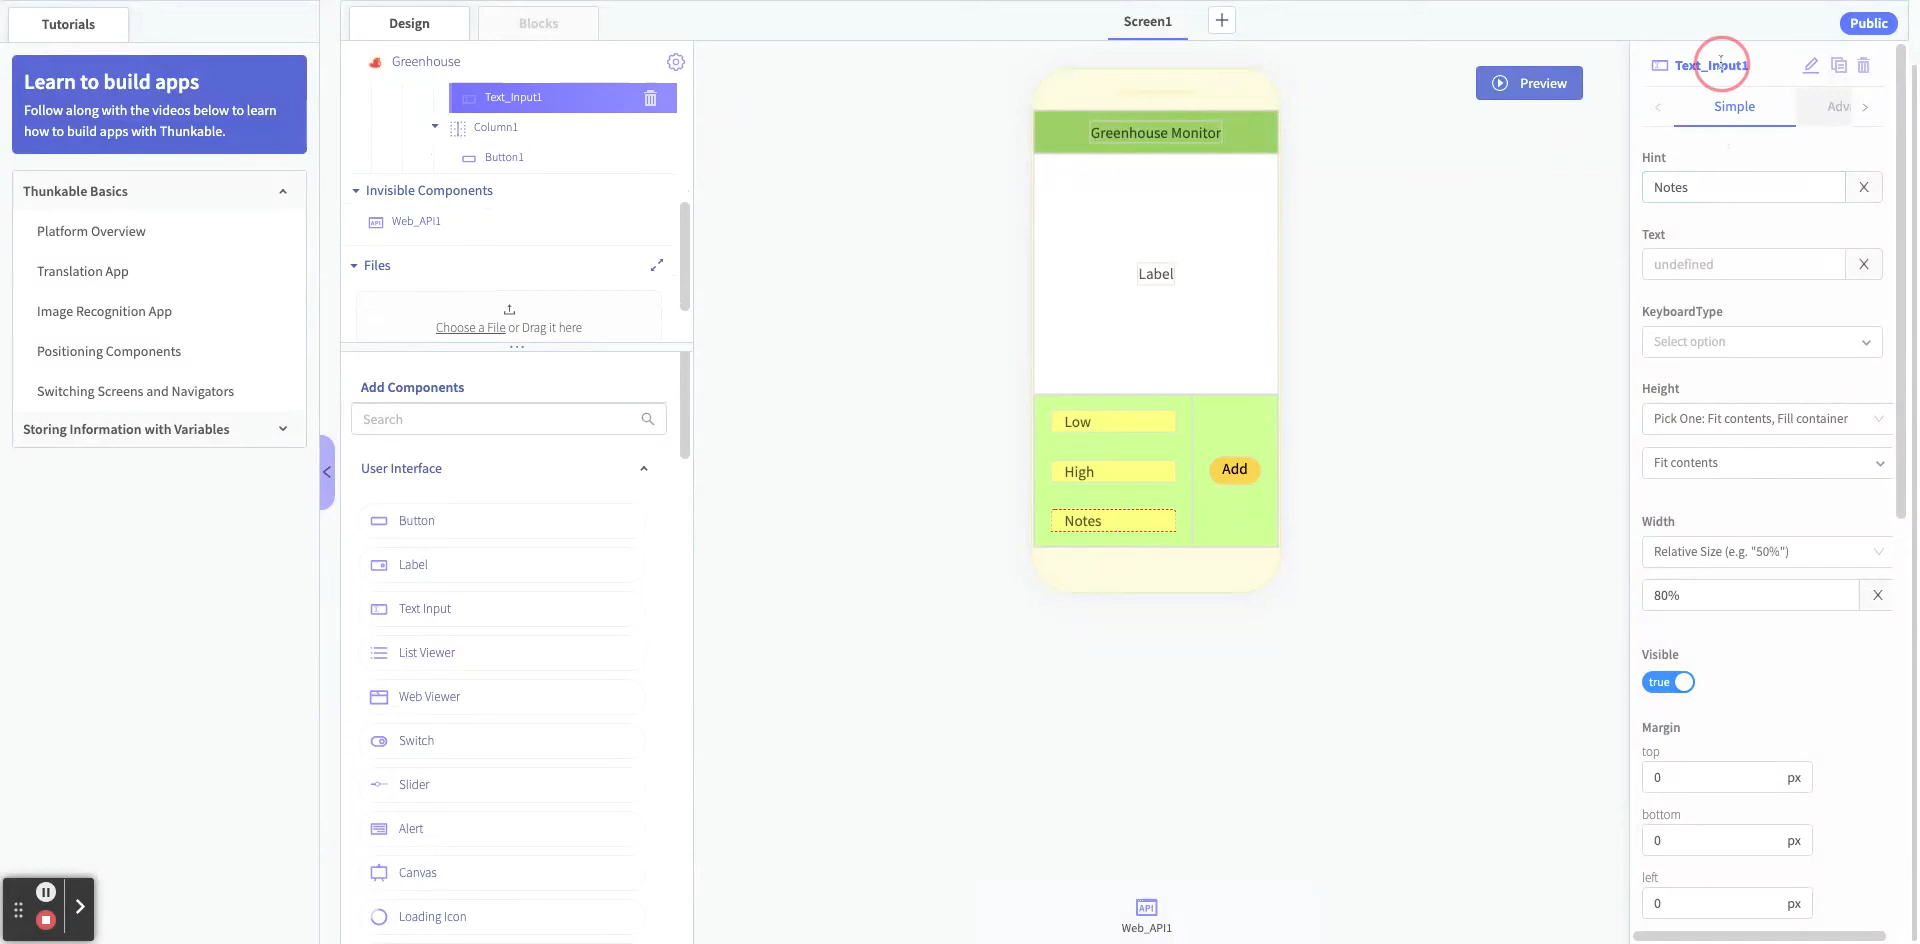 Tutorials
Learn to build apps
Follow along with the videos below to learn
how to build apps with Thunkable.
Thunkable Basics
Platform Overview
Translation App
Image Recognition App
Positioning Components
Switching Screens and Navigators
Storing Information with Variables
Design
Blocks
Greenhouse
Text_Input1
Column1
Button1
Invisible Components
API
Web_API1
Files
Choose a File or Drag it here
Add Components
Search
User Interface
Button
Label
Text Input
List Viewer
Web Viewer
Switch
Slider
Alert
Canvas
Loading Icon
Screen1
Preview
Greenhouse Monitor
Label
Low
High
Notes
Add
API
Web_API1
Public
Text_Input1
Simple
Adv
Hint
Notes
X
Text
undefined
X
KeyboardType
Select option
Height
Pick One: Fit contents, Fill container
Fit contents
Width
Relative Size (e.g. "50%")
80%
X
Visible
true
Margin
top
0 px
bottom
0 px
left
0 px